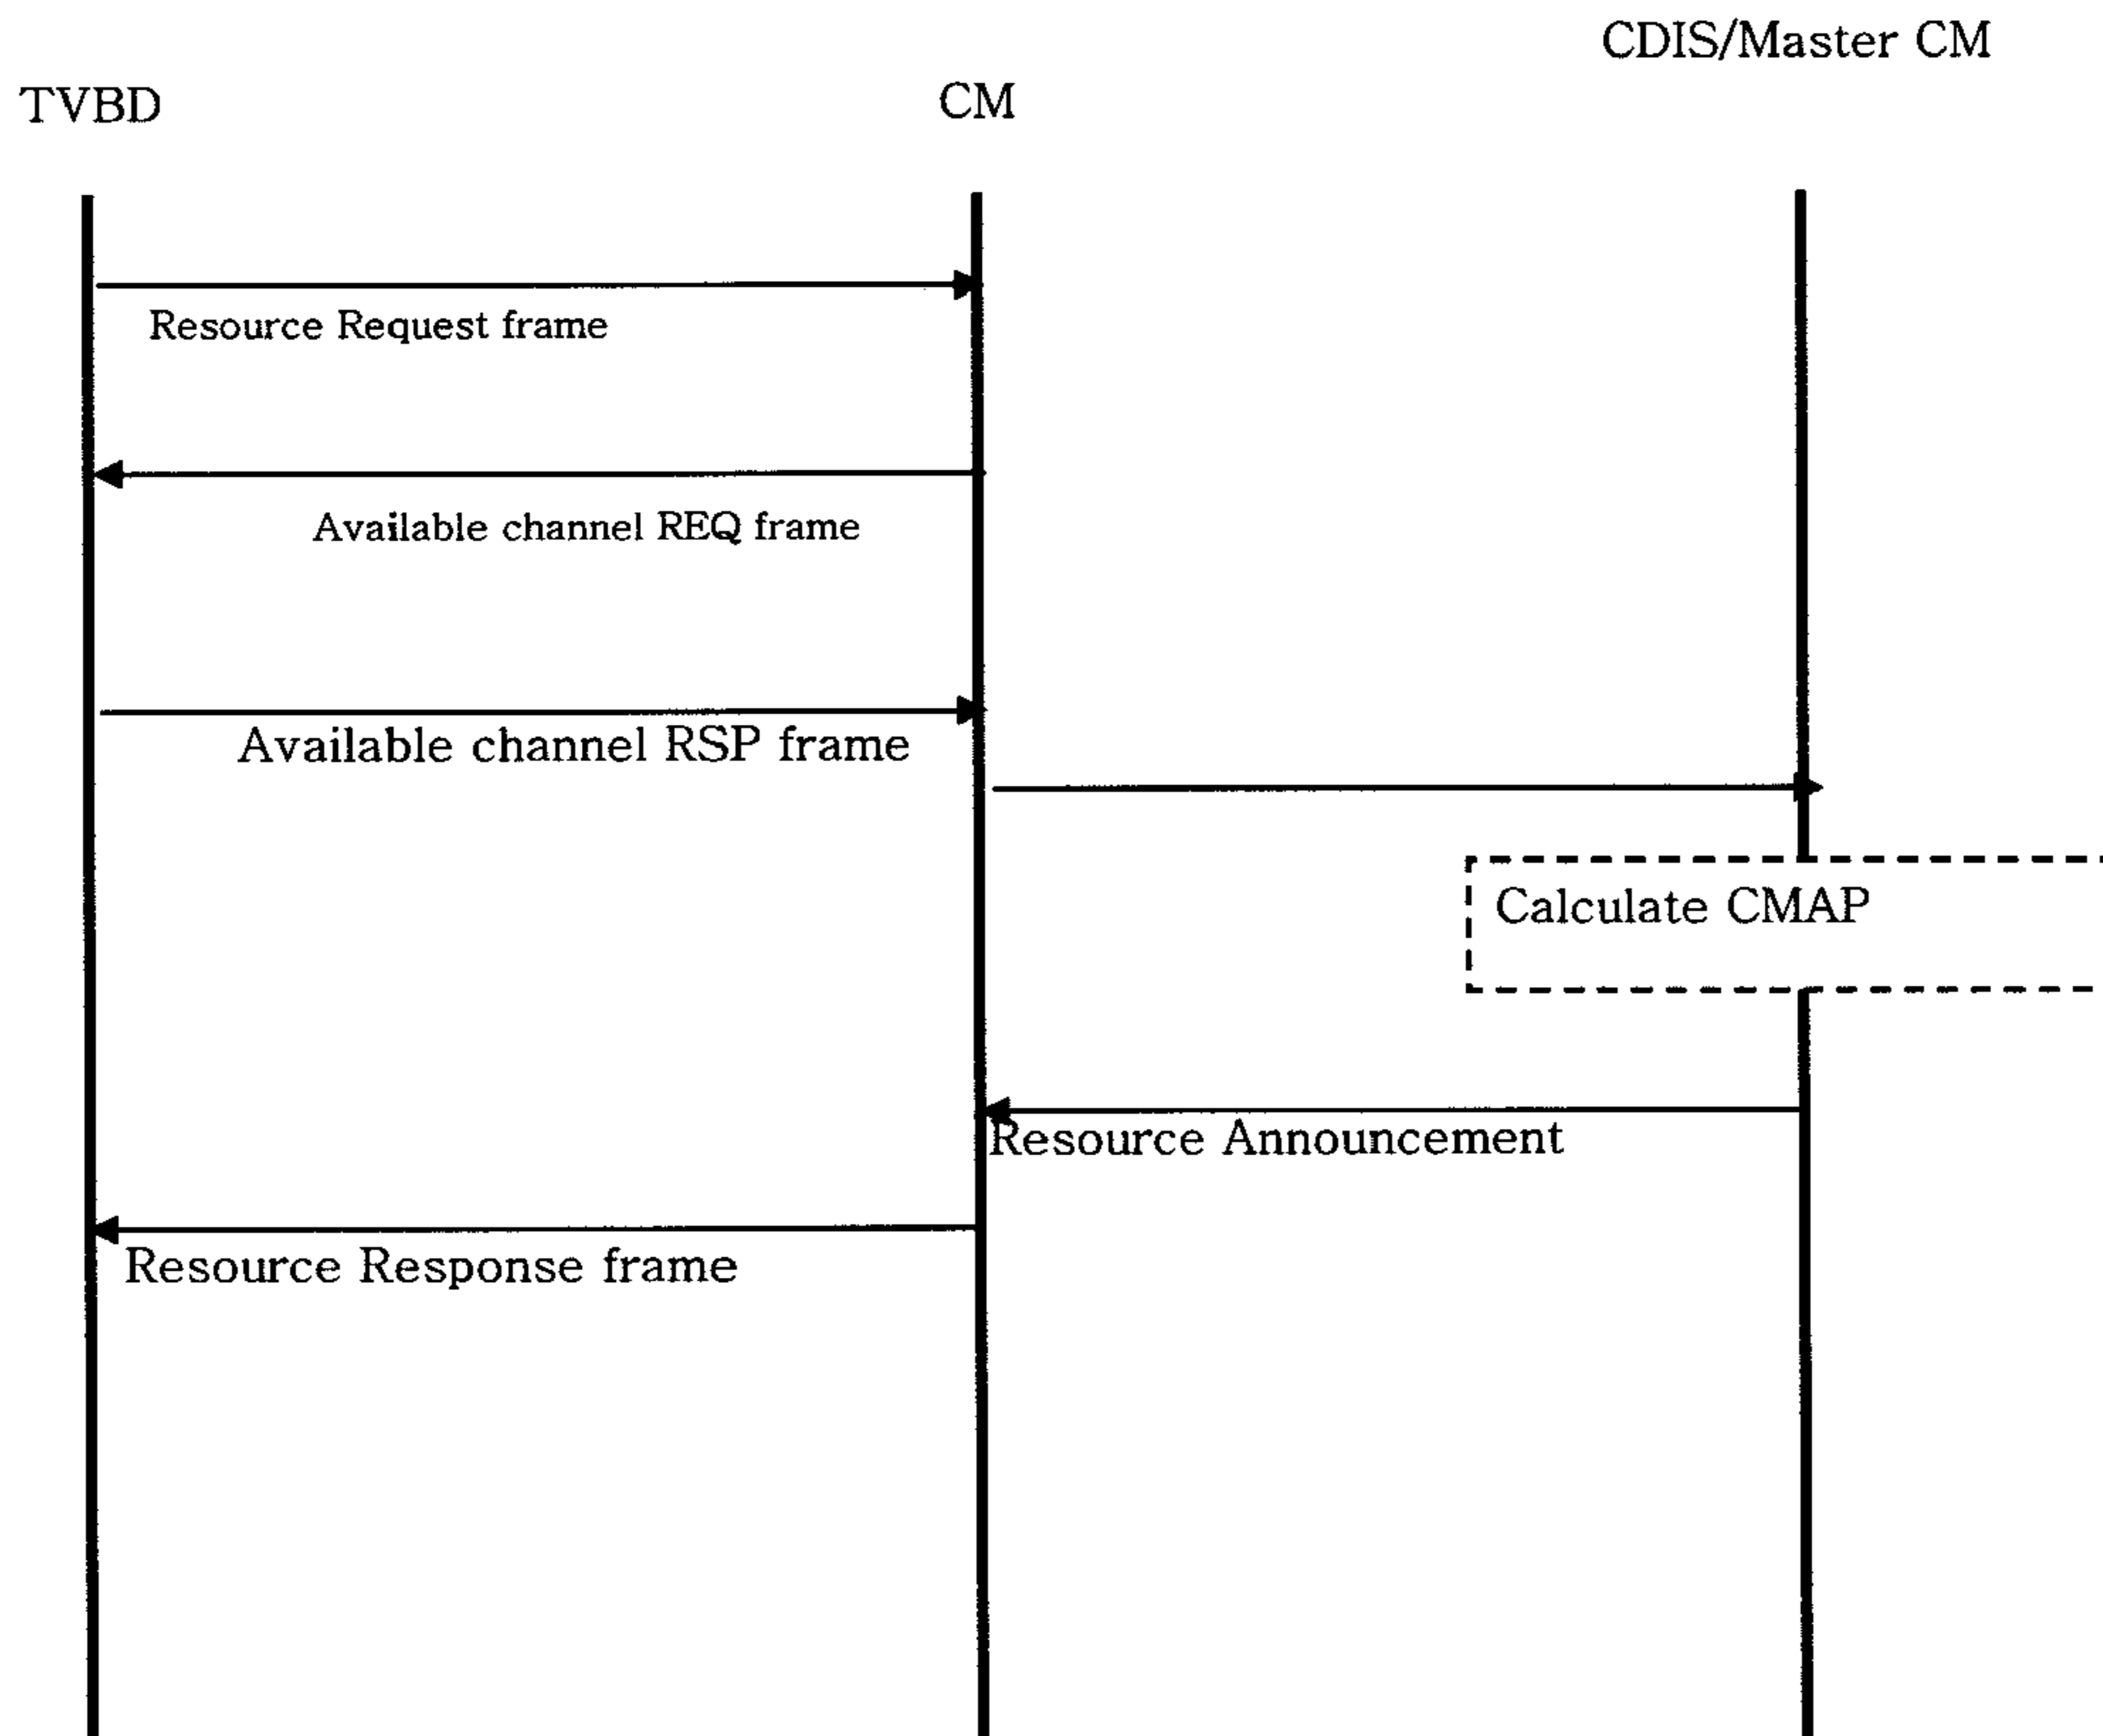 CDIS/Master CM
TVBD
CM
Resource Request frame
Available channel REQ frame
Available channel RSP frame
Calculate CMAP
Resource Announcement
Resource Response frame